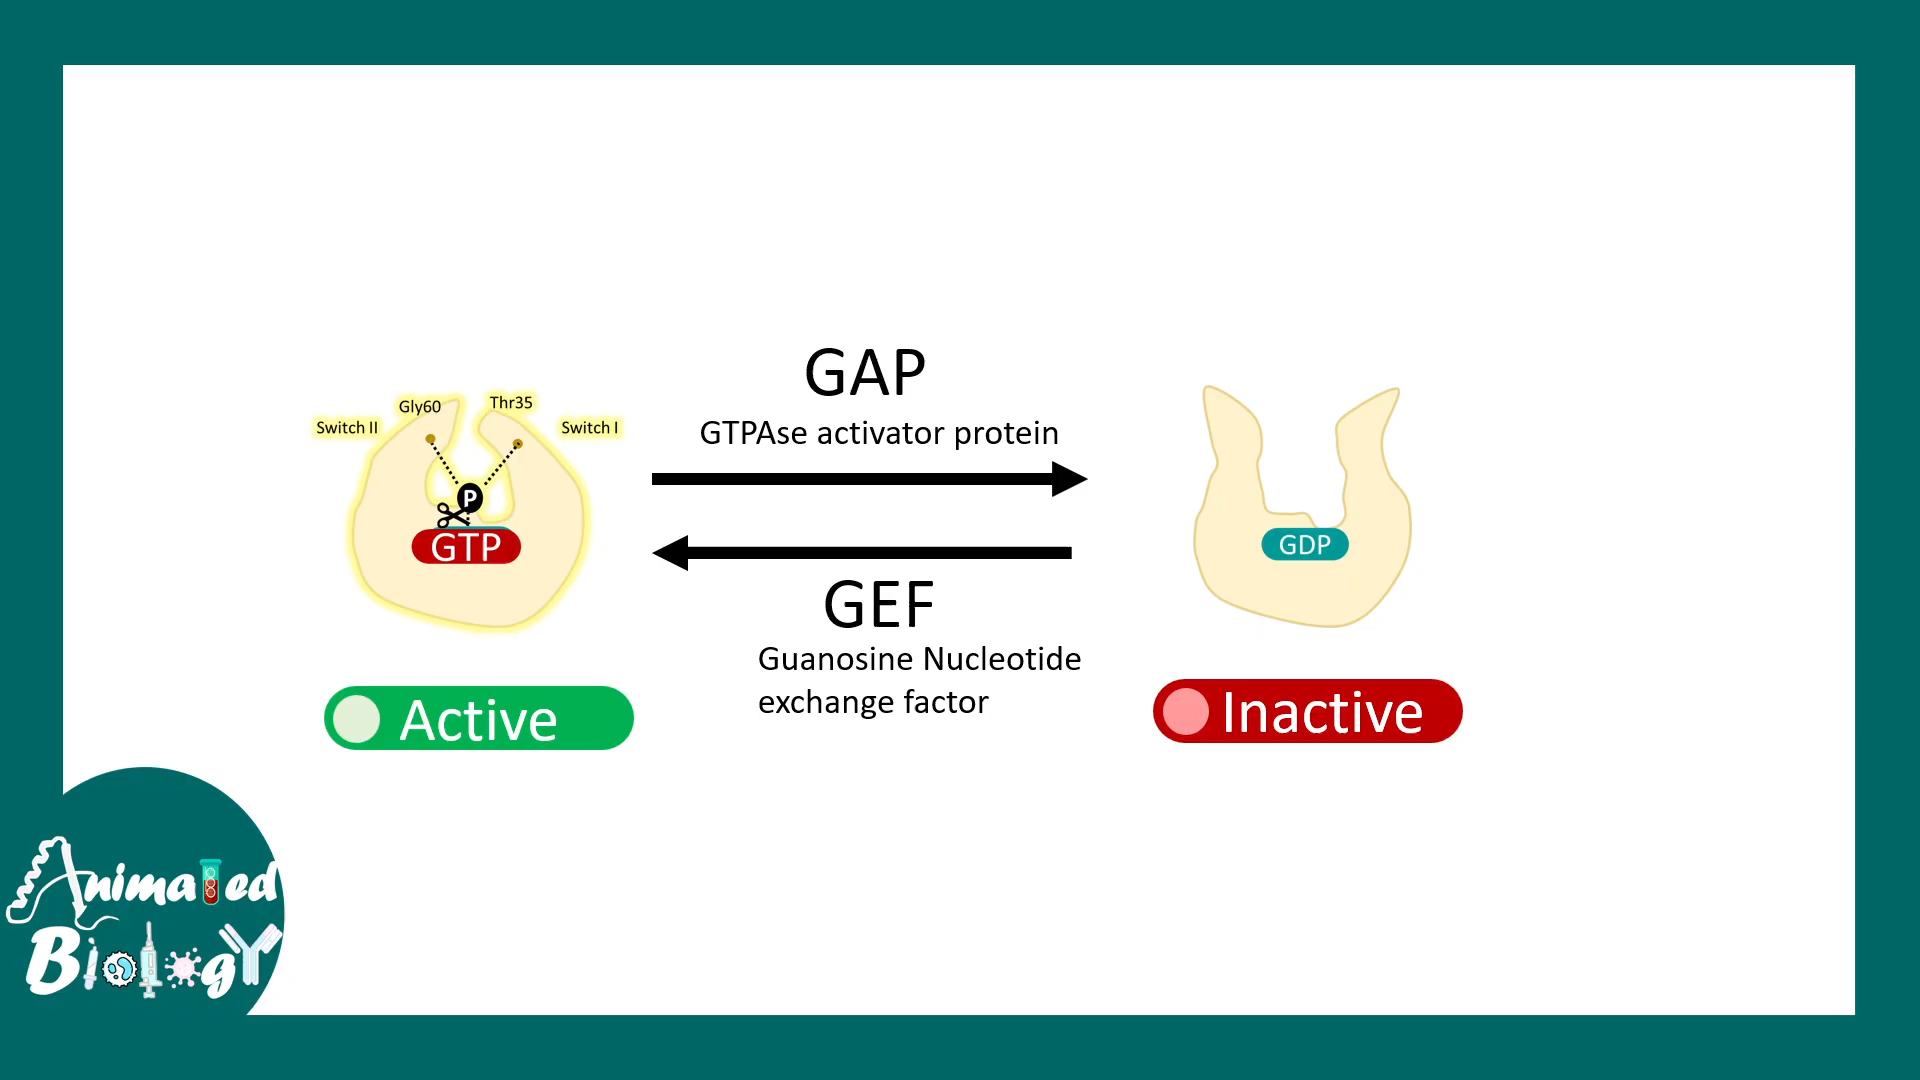 GAP
GTPAse activator protein
Gly60
Thr35
Switch II
Switch I
P
GTP
GDP
GEF
Guanosine Nucleotide
exchange factor
Active
Inactive
Animated
Biology